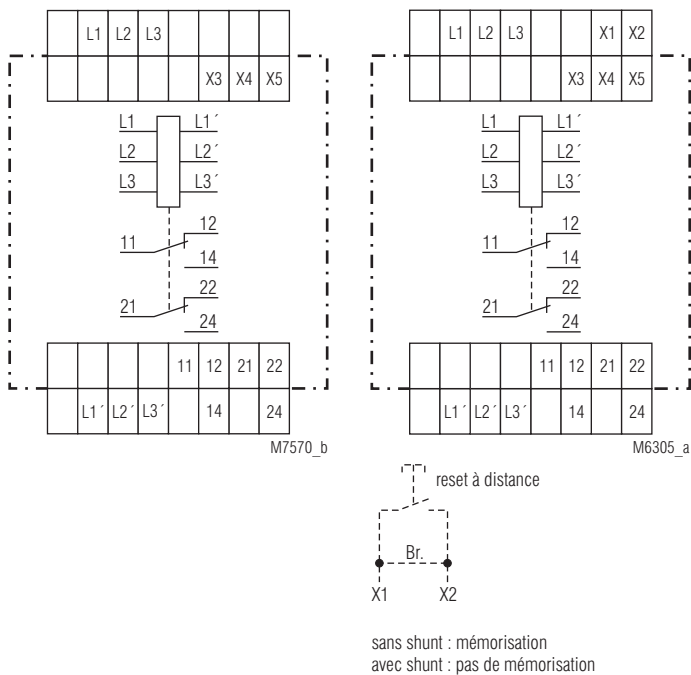 L1 L2 L3
X3 X4 X5
L1 L1´
L2 L2´
L3 L3´
12
11
14
22
21
24
11 12 21 22
L1´ L2´ L3´ 14 24
M7570_b
L1 L2 L3 X1 X2
X3 X4 X5
L1 L1´
L2 L2´
L3 L3´
12
11
14
22
21
24
11 12 21 22
L1´ L2´ L3´ 14 24
M6305_a
reset à distance
Br.
X1 X2
sans shunt : mémorisation
avec shunt : pas de mémorisation